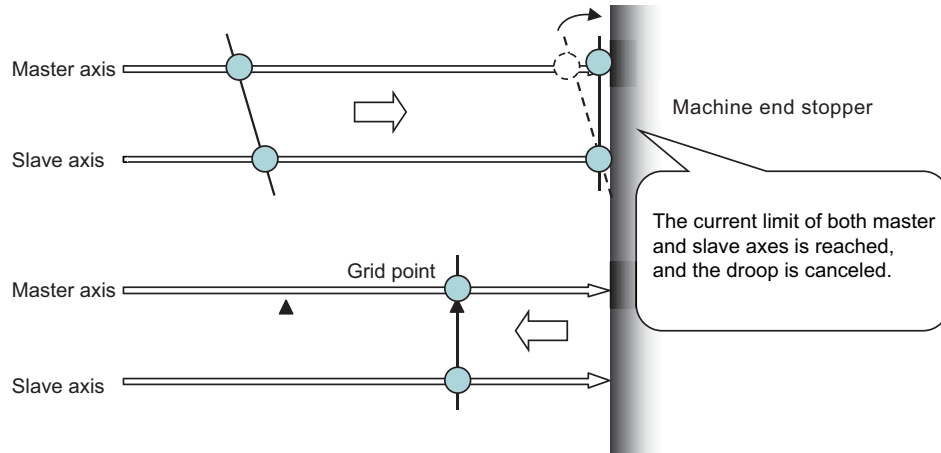 Master axis
Machine end stopper
Slave axis
The current limit of both master
and slave axes is reached,
and the droop is canceled.
Grid point
Master axis
Slave axis